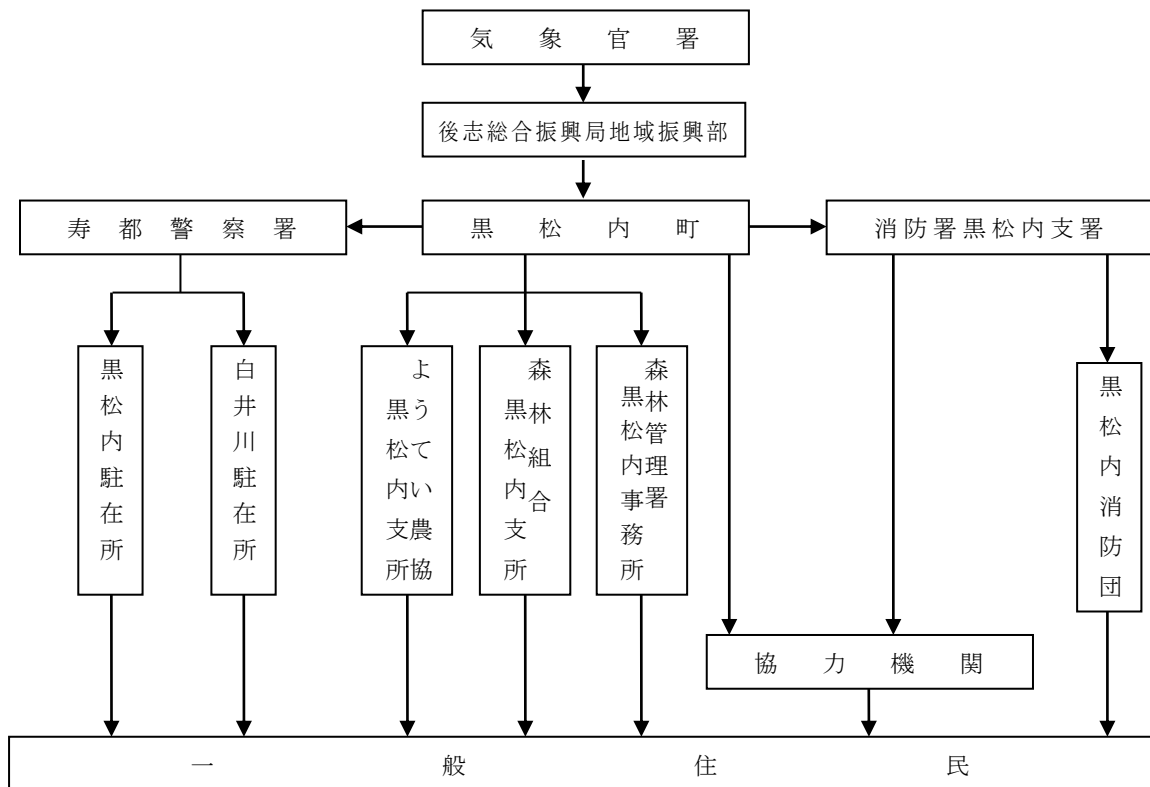 気象官署
後志総合振興局地域振興部
寿都警察署
黒松内町
消防署黒松内支署
黒松内駐在所
白井川駐在所
ようてい農協
黒松内支所
森林組合
黒松内支所
森林管理署
黒松内事務所
黒松内消防団
協力機関
一般住民